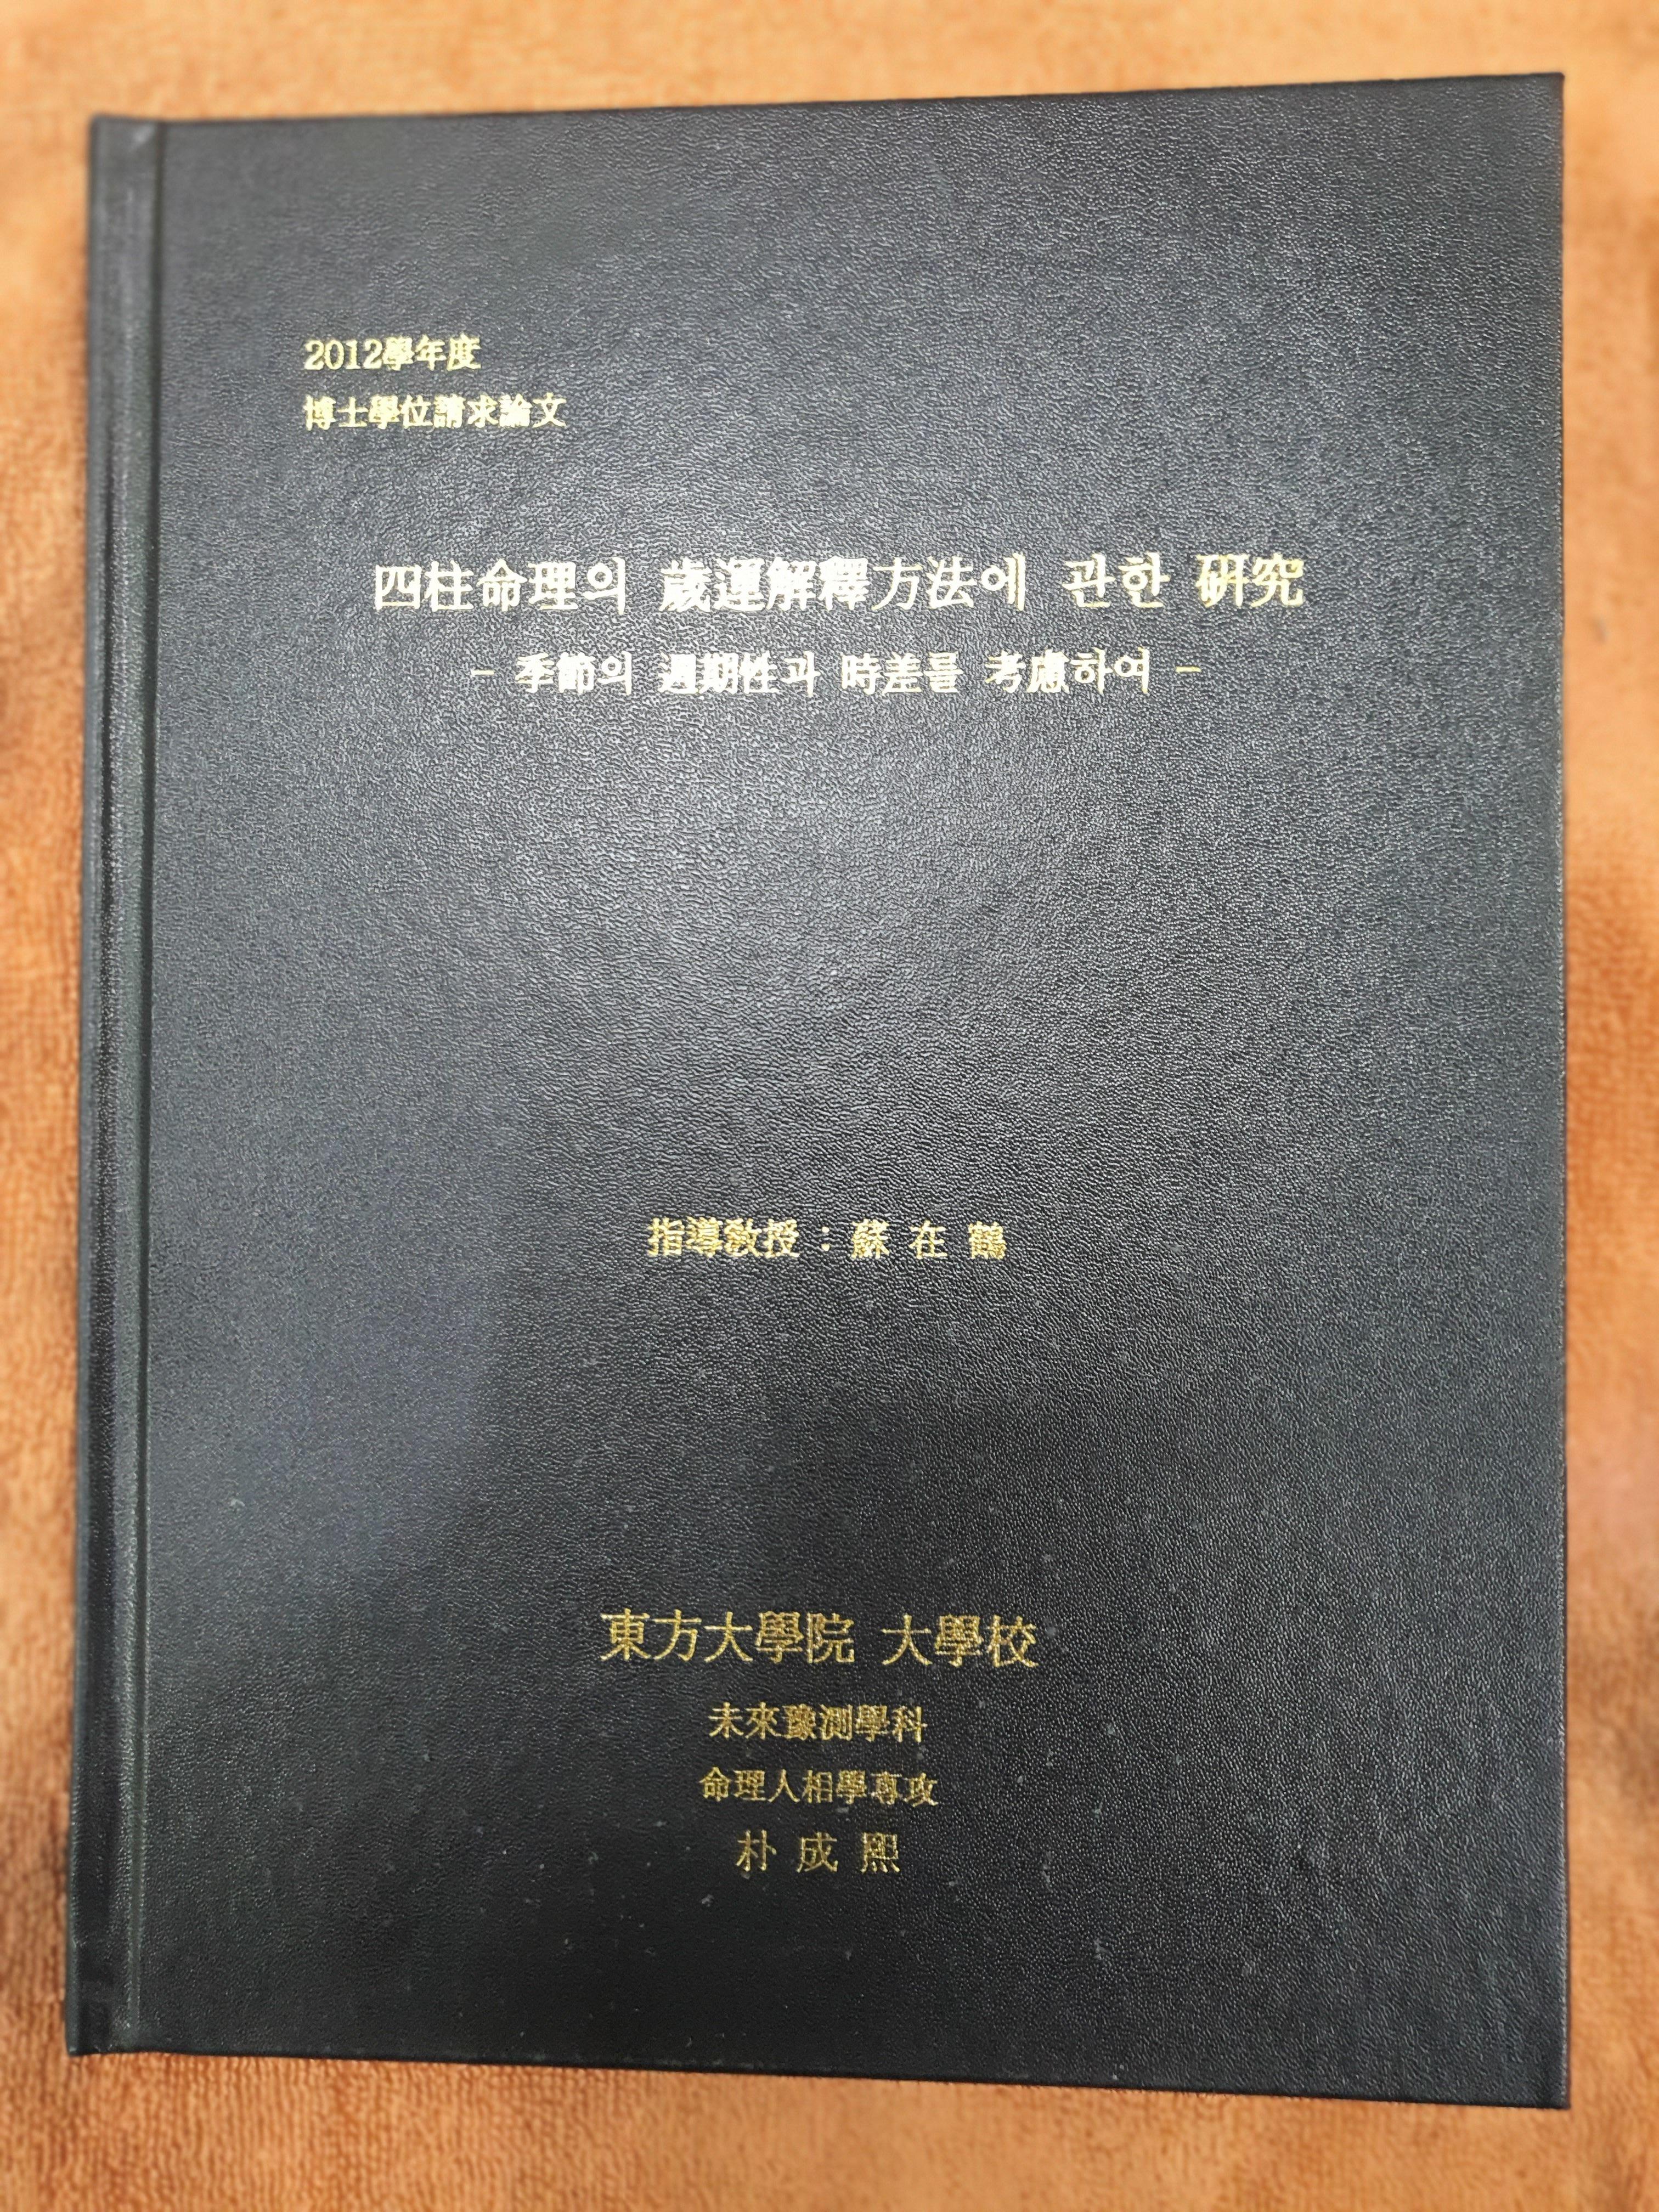 2012學年度
博士學位請求論文
四柱命理의 歲運解釋方法에 관한 硏究
- 季節의 週期性과 時差를 考慮하여 -
指導敎授 : 蘇 在 鶴
東方大學院 大學校
未來豫測學科
命理人相學專攻
朴 成 熙